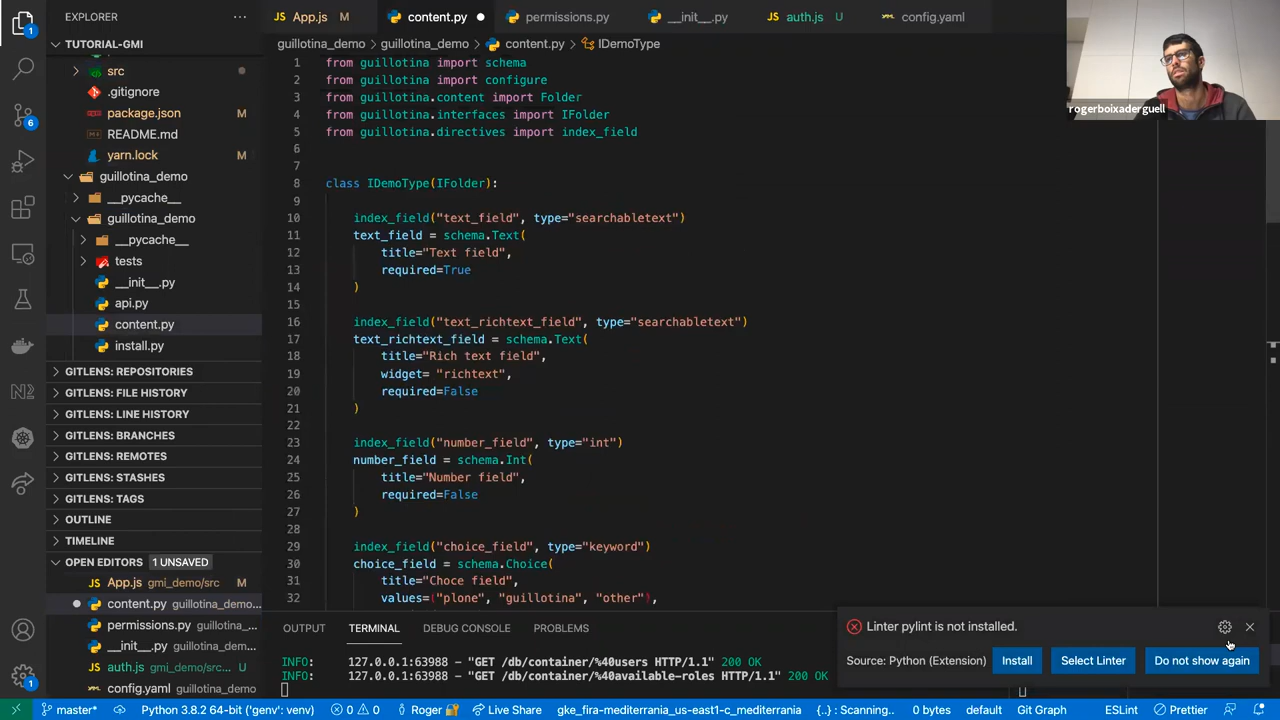 EXPLORER
TUTORIAL-GMI
src
.gitignore
package.json M
README.md
yarn.lock M
guillotina_demo
__pycache__
guillotina_demo
__pycache__
tests
__init__.py
api.py
content.py
install.py
GITLENS: REPOSITORIES
GITLENS: FILE HISTORY
GITLENS: LINE HISTORY
GITLENS: BRANCHES
GITLENS: REMOTES
GITLENS: STASHES
GITLENS: TAGS
OUTLINE
TIMELINE
OPEN EDITORS 1 UNSAVED
App.js gmi_demo/src M
content.py guillotina_demo...
permissions.py guillotina_...
__init__.py guillotina_demo...
auth.js gmi_demo/src... U
config.yaml gmi_demo
1
6
1
App.js M content.py permissions.py __init__.py auth.js U config.yaml
guillotina_demo > guillotina_demo > content.py > IDemoType
1 from guillotina import schema
2 from guillotina import configure
3 from guillotina.content import Folder
4 from guillotina.interfaces import IFolder
5 from guillotina.directives import index_field
6
7
8 class IDemoType(IFolder):
9
10 index_field("text_field", type="searchabletext")
11 text_field = schema.Text(
12 title="Text field",
13 required=True
14 )
15
16 index_field("text_richtext_field", type="searchabletext")
17 text_richtext_field = schema.Text(
18 title="Rich text field",
19 widget= "richtext",
20 required=False
21 )
22
23 index_field("number_field", type="int")
24 number_field = schema.Int(
25 title="Number field",
26 required=False
27 )
28
29 index_field("choice_field", type="keyword")
30 choice_field = schema.Choice(
31 title="Choce field",
32 values=("plone", "guillotina", "other"),
rogerboixaderguell
OUTPUT TERMINAL DEBUG CONSOLE PROBLEMS
INFO: 127.0.0.1:63988 - "GET /db/container/%40users HTTP/1.1" 200 OK
INFO: 127.0.0.1:63988 - "GET /db/container/%40available-roles HTTP/1.1" 200 OK
Linter pylint is not installed.
Source: Python (Extension) Install Select Linter Do not show again
master* Python 3.8.2 64-bit ('genv': venv) 0 0 Roger Live Share gke_fira-mediterrania_us-east1-c_mediterrania {..} : Scanning... 0 bytes default Git Graph ESLint Prettier